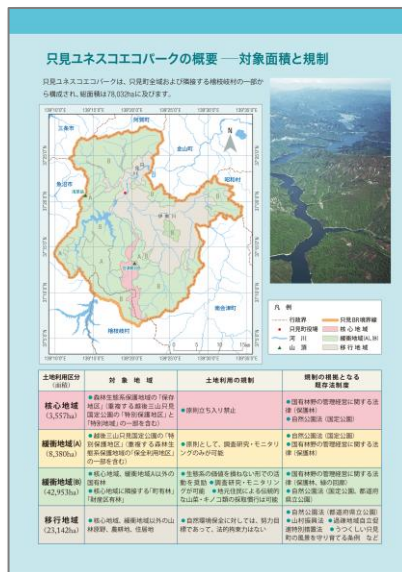 只見ユネスコエコパークの概要 ──対象面積と規制
只見ユネスコエコパークは、只見町全域および隣接する檜枝岐村の一部か
ら構成され、総面積は78,032haに及びます。
三条市
阿賀町
金山町
魚沼市
昭和村
南会津町
檜枝岐村
N
凡 例
行政界
只見町役場
河 川
山 頂
只見BR境界線
核 心 地 域
緩衝地域(A), (B)
移 行 地 域
土地利用区分
(面積)
対 象 地 域
土地利用の規制
規制の根拠となる
既存法制度
核心地域
(3,557ha)
●森林生態系保護地域の「保存
地区」(重複する越後三山只見
国定公園の「特別保護地区」と
「特別地域」の一部を含む)
●原則立ち入り禁止
●国有林野の管理経営に関する法
律(保護林)
●自然公園法(国定公園)
緩衝地域(A)
(8,380ha)
●越後三山只見国定公園の「特
別保護地区」(重複する森林生
態系保護地域の「保全利用地区」
の一部を含む)
●原則として、調査研究・モニタリ
ングのみが可能
●自然公園法(国定公園)
●国有林野の管理経営に関する法
律(保護林)
緩衝地域(B)
(42,953ha)
●核心地域、緩衝地域A以外の
国有林
●核心地域に隣接する「町有林」
「財産区有林」
●生態系の価値を損ねない形での活
動を奨励 ●調査研究・モニタリン
グが可能 ●地元住民による伝統的
な山菜・キノコ類の採取慣行は可能
●国有林野の管理経営に関する法
律(保護林、緑の回廊)
●自然公園法(国定公園、都道府
県立公園)
移行地域
(23,142ha)
●核心地域、緩衝地域以外の山
林原野、農耕地、住居地
●自然環境保全に対しては、努力目
標であって、法的拘束力はない
●自然公園法(都道府県立公園)
●山村振興法 ●過疎地域自立促
進特別措置法 ●うつくしい只見
町の風景を守り育てる条例 など